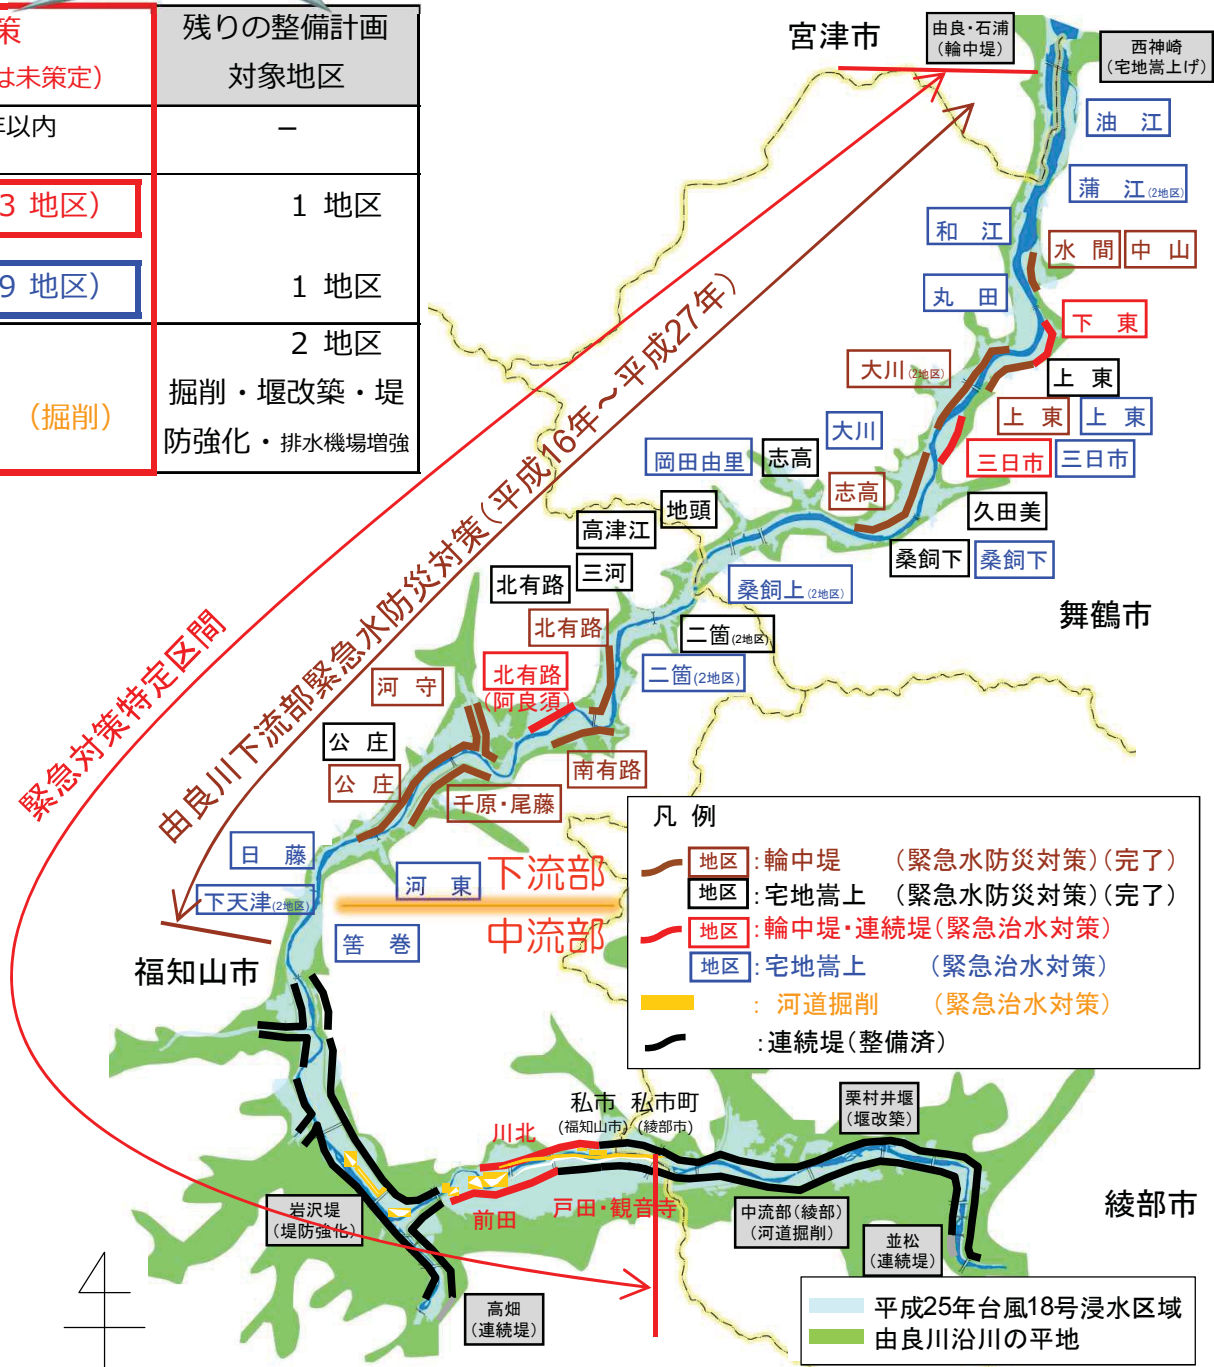 策
は未策定)
残りの整備計画
対象地区
年以内
－
3 地区)
1 地区
9 地区)
1 地区
(掘削)
2 地区
掘削・堰改築・堤
防強化・排水機場増強
宮津市
由良・石浦
(輪中堤)
西神崎
(宅地嵩上げ)
油 江
蒲 江(2地区)
和 江
水 間
中 山
丸 田
下 東
大川(2地区)
上 東
上 東
上 東
大川
三日市
三日市
岡田由里
志高
志高
久田美
地頭
高津江
桑飼下
桑飼下
三河
北有路
桑飼上(2地区)
舞鶴市
北有路
二箇(2地区)
二箇(2地区)
北有路
(阿良須)
河 守
公 庄
公 庄
南有路
千原・尾藤
緊急対策特定区間
由良川下流部緊急水防災対策(平成16年～平成27年)
日 藤
河 東
下流部
下天津(2地区)
中流部
筈 巻
福知山市
凡 例
地区:輪中堤 (緊急水防災対策)(完了)
地区:宅地嵩上 (緊急水防災対策)(完了)
地区:輪中堤・連続堤(緊急治水対策)
地区:宅地嵩上 (緊急治水対策)
: 河道掘削 (緊急治水対策)
:連続堤(整備済)
私市
(福知山市)
私市町
(綾部市)
栗村井堰
(堰改築)
川北
綾部市
岩沢堤
(堤防強化)
前田
戸田・観音寺
中流部(綾部)
(河道掘削)
並松
(連続堤)
高畑
(連続堤)
平成25年台風18号浸水区域
由良川沿川の平地